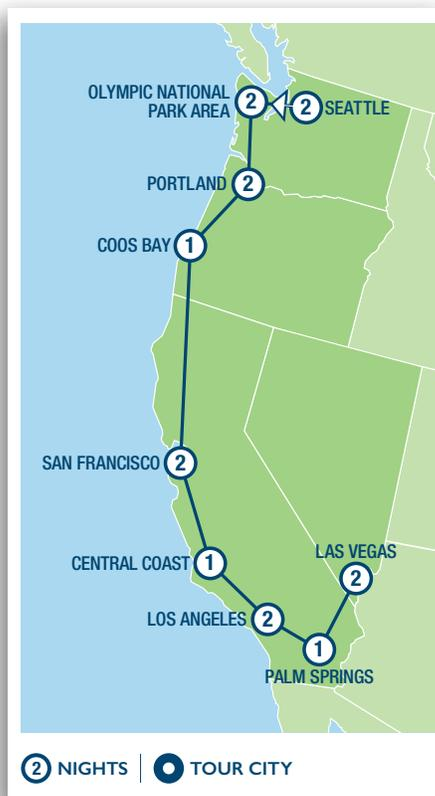 OLYMPIC NATIONAL
PARK AREA
2
2
SEATTLE
PORTLAND
2
COOS BAY
1
SAN FRANCISCO
2
CENTRAL COAST
1
LAS VEGAS
2
LOS ANGELES
2
1
PALM SPRINGS
2 NIGHTS
TOUR CITY